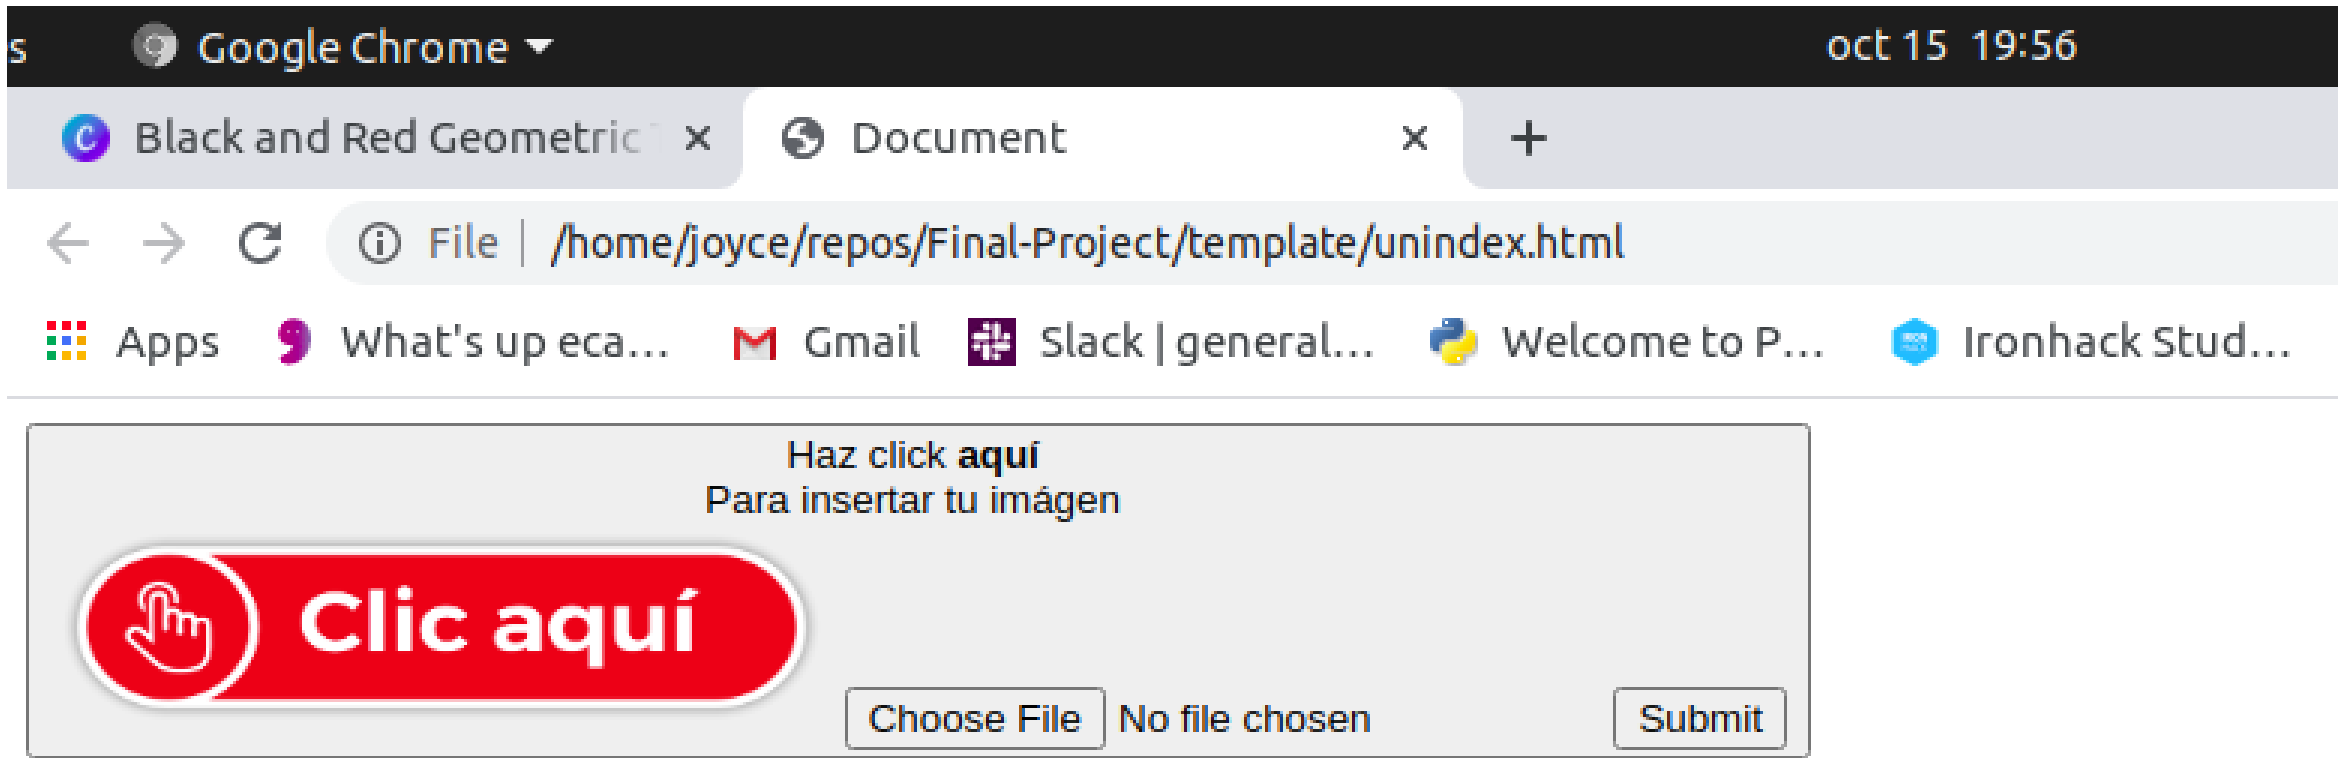 s Google Chrome oct 15 19:56
Black and Red Geometric Document
File /home/joyce/repos/Final-Project/template/unindex.html
Apps What's up eca... Gmail Slack | general... Welcome to P... Ironhack Stud...
Haz click aquí
Para insertar tu imágen
Clic aquí
Choose File No file chosen Submit